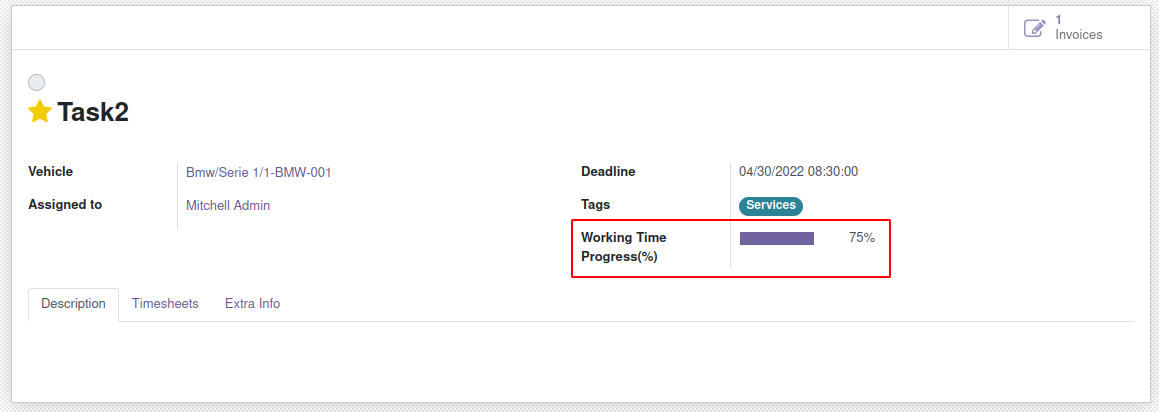 1
Invoices
Task2
Vehicle
Bmw/Serie 1/1-BMW-001
Assigned to
Mitchell Admin
Deadline
04/30/2022 08:30:00
Tags
Services
Working Time
Progress(%)
75%
Description
Timesheets
Extra Info